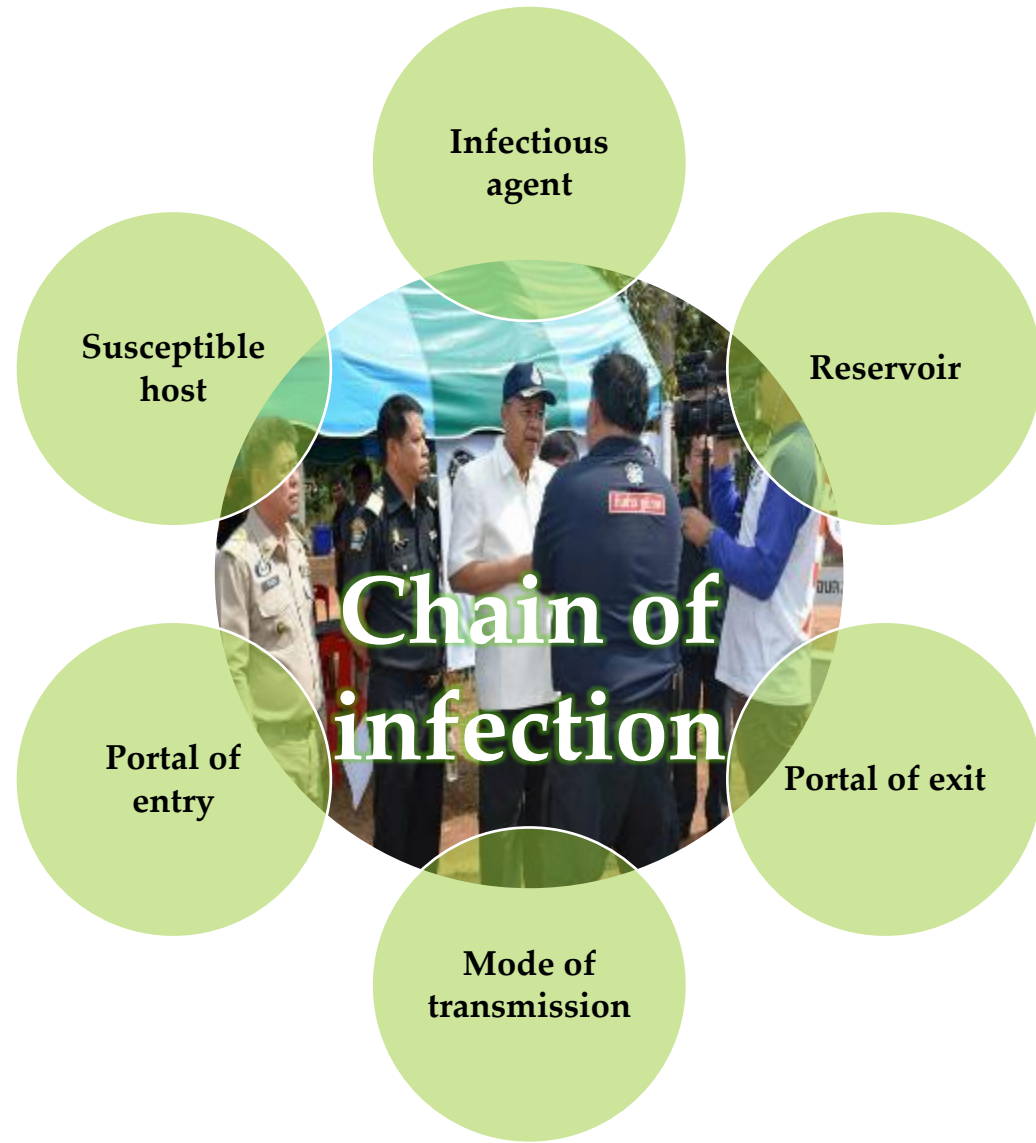 Infectious
agent
Reservoir
Portal of exit
Mode of
transmission
Portal of
entry
Susceptible
host
Chain of
infection